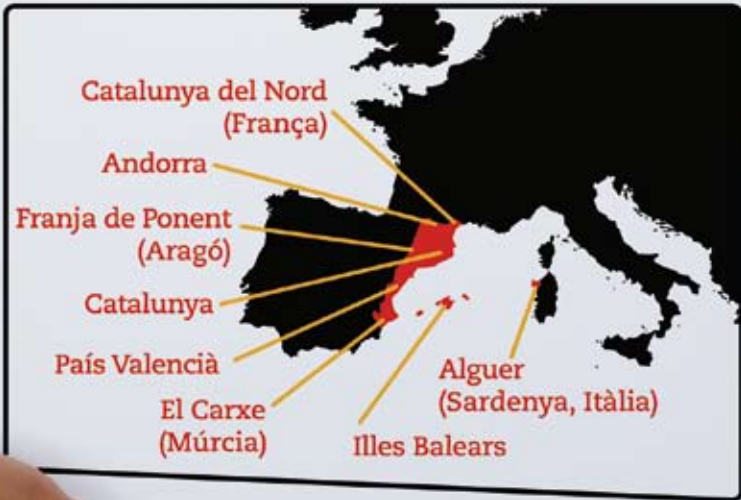 Catalunya del Nord
(França)
Andorra
Franja de Ponent
(Aragó)
Catalunya
País Valencià
El Carxe
(Múrcia)
Illes Balears
Alguer
(Sardenya, Itàlia)